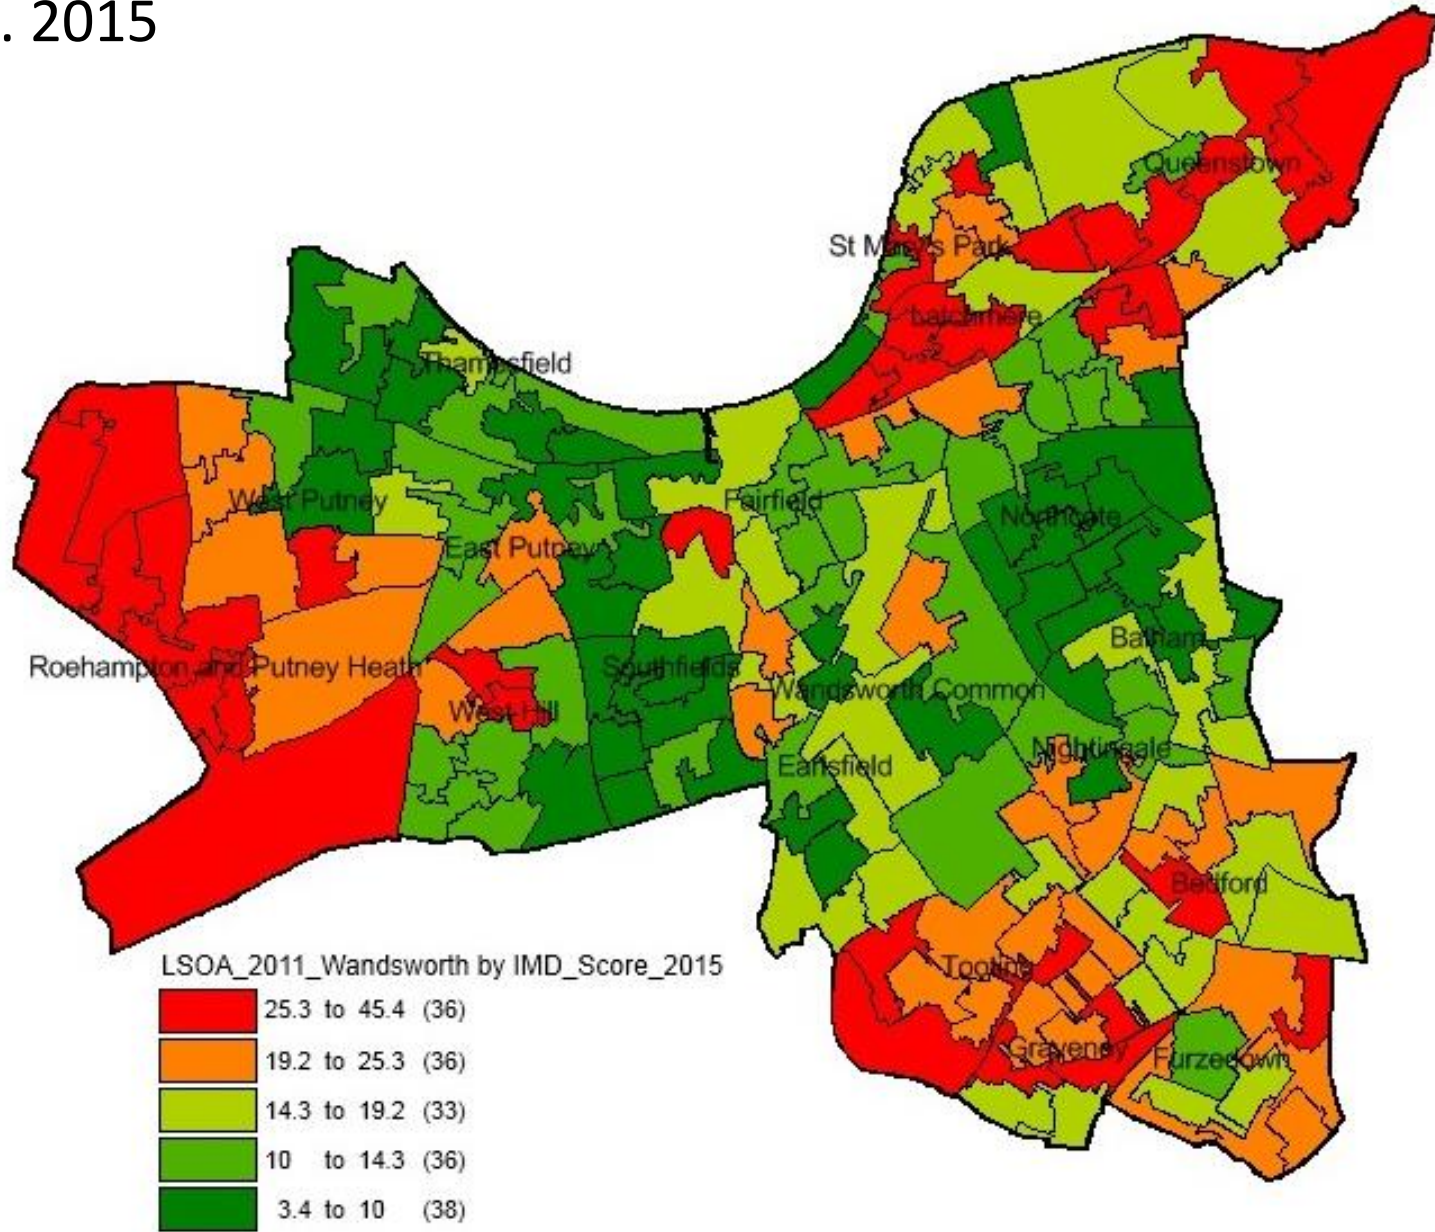 . 2015
Queenstown
St Mary's Park
Latchmere
Thamesfield
West Putney
Fairfield
Northcote
East Putney
Balham
Roehampton and Putney Heath
Southfields
Wandsworth Common
West Hill
Nightingale
Earlsfield
Bedford
Tooting
Graveney
Furzedown
LSOA_2011_Wandsworth by IMD_Score_2015
25.3 to 45.4 (36)
19.2 to 25.3 (36)
14.3 to 19.2 (33)
10 to 14.3 (36)
3.4 to 10 (38)